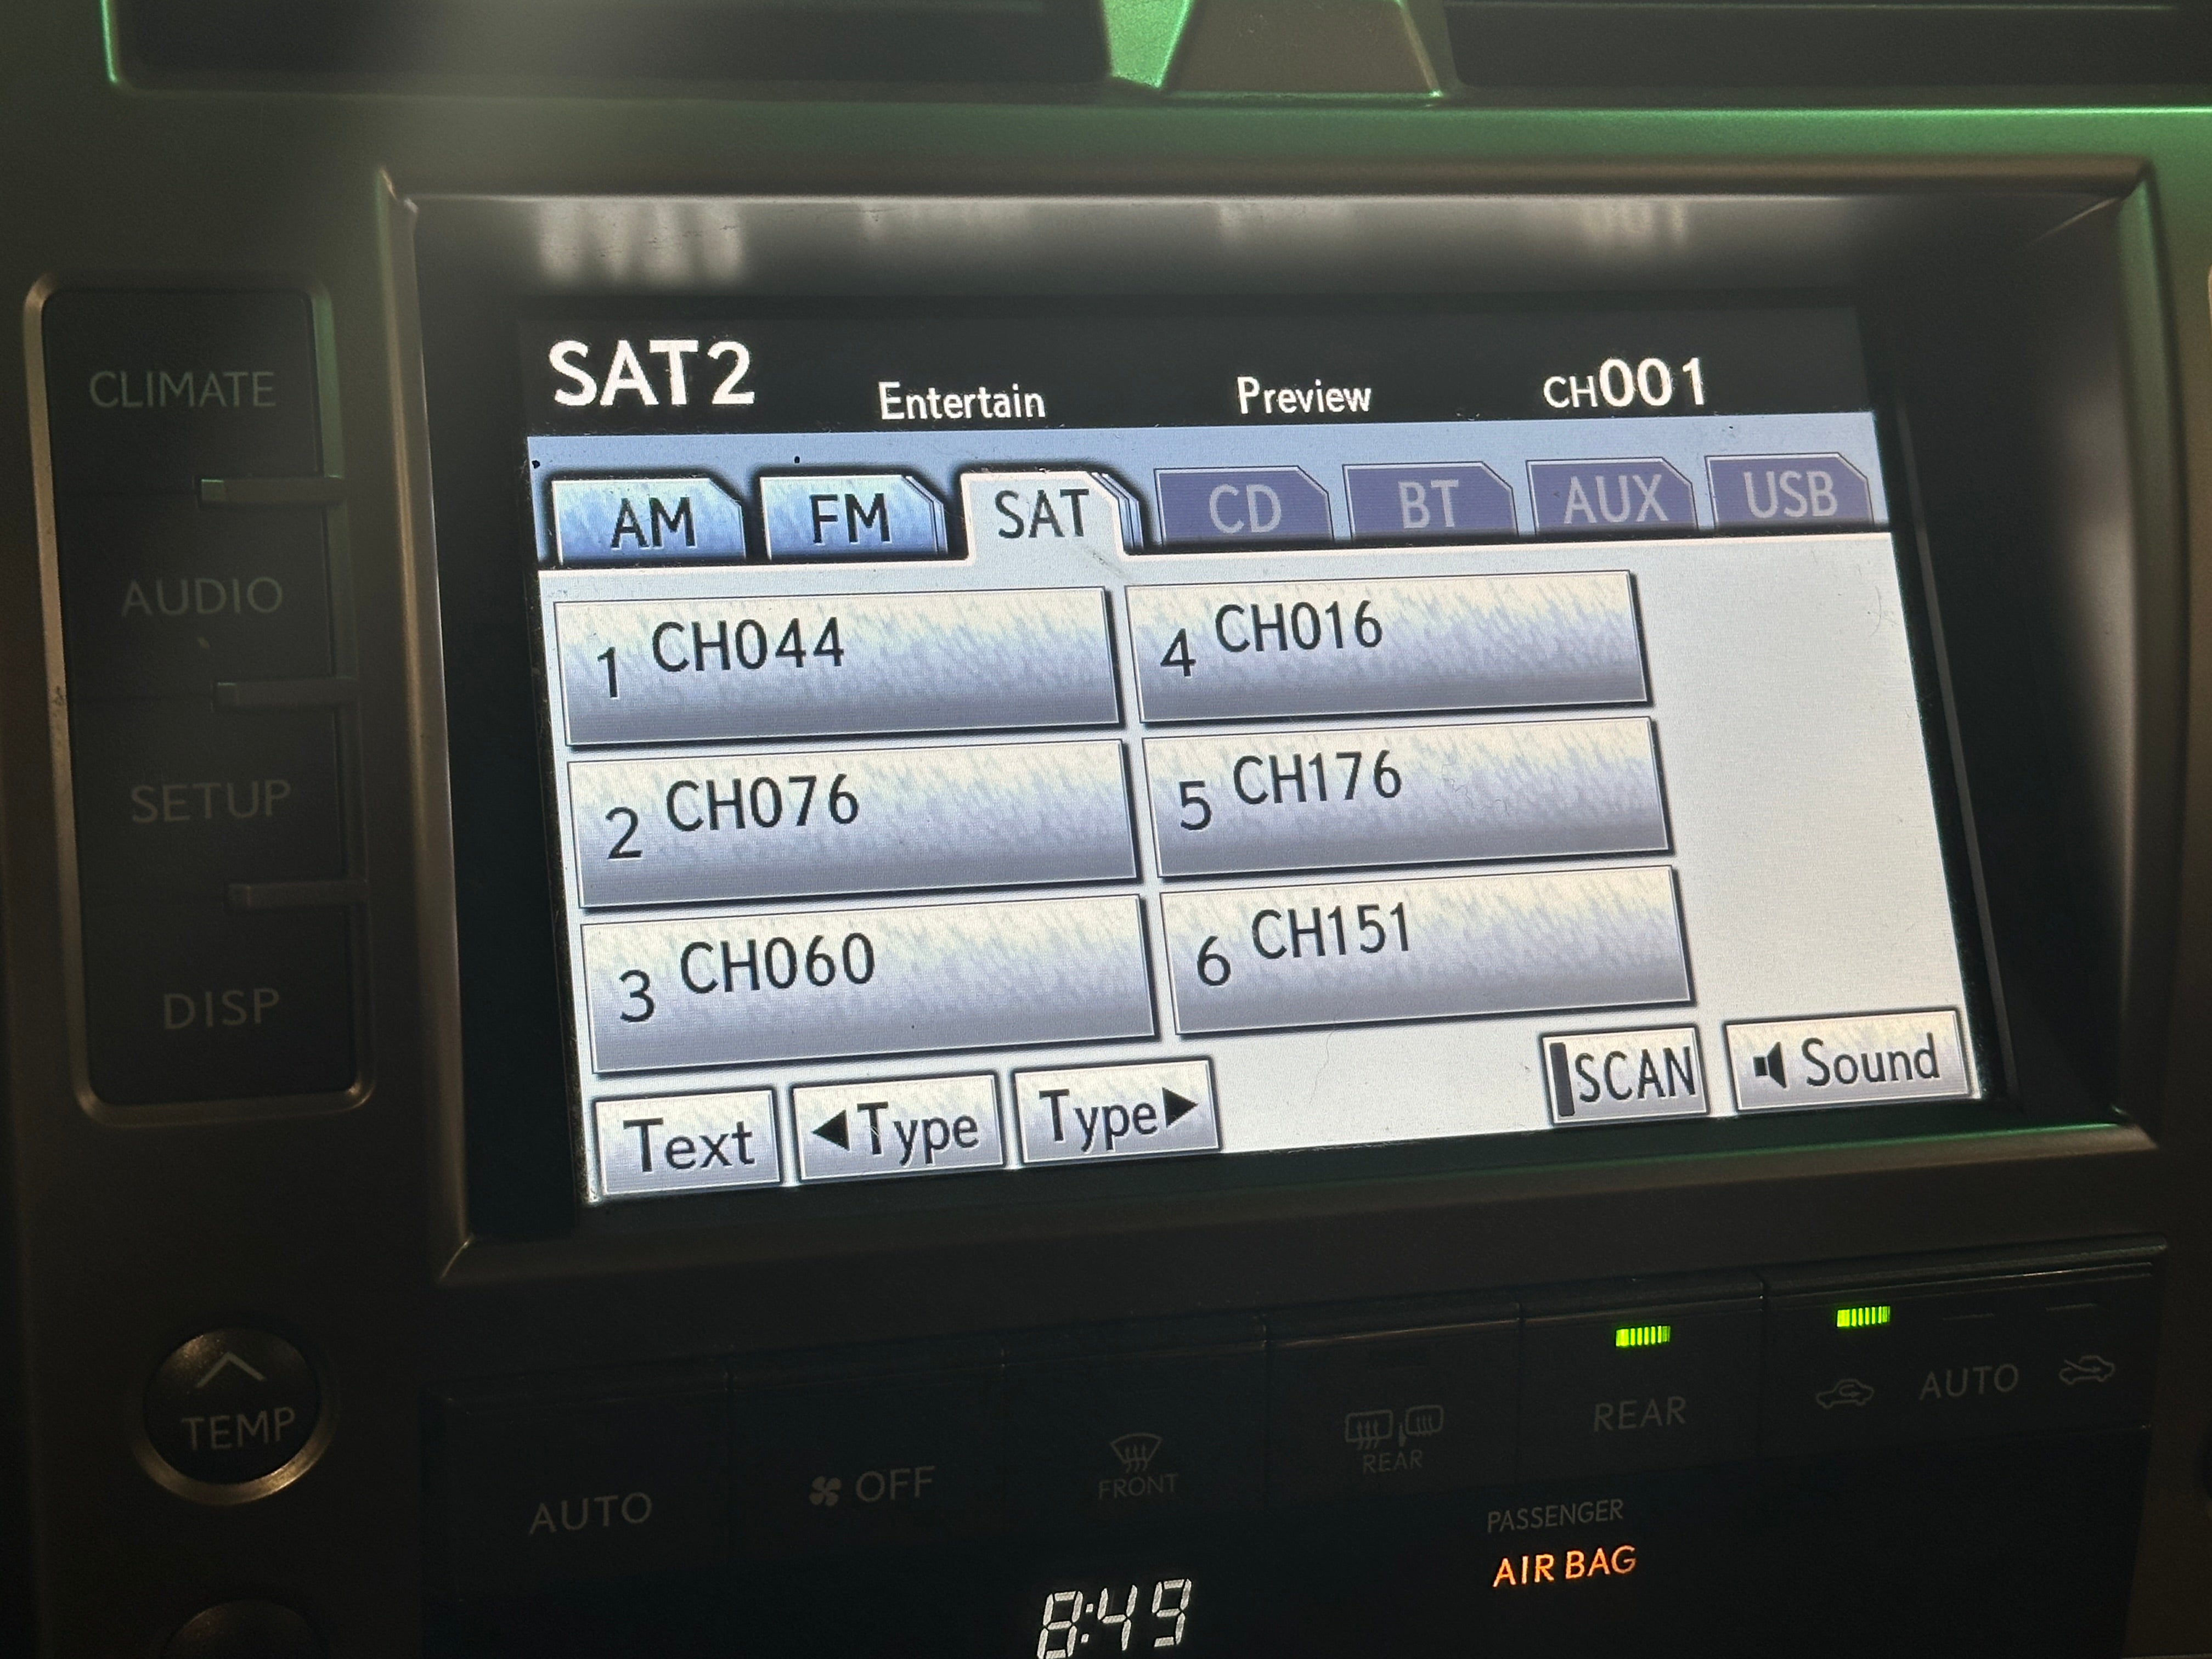 SAT2 Entertain Preview CH001
AM FM SAT CD BT AUX USB
1 CH044 4 CH016
2 CH076 5 CH176
3 CH060 6 CH151
Text ◀Type Type▶ SCAN Sound
CLIMATE
AUDIO
SETUP
DISP
TEMP
AUTO OFF FRONT REAR REAR AUTO
PASSENGER
AIR BAG
8:49